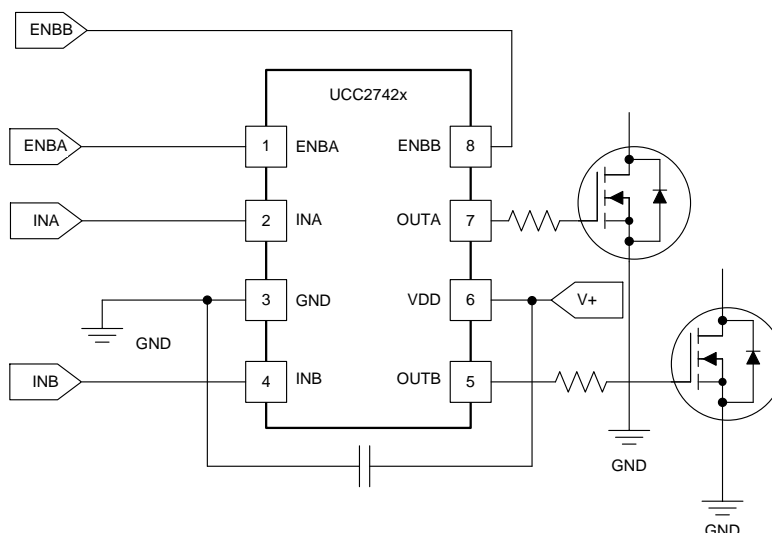 ENBB
UCC2742x
ENBA
1
ENBA
ENBB
8
INA
2
INA
OUTA
7
3
GND
VDD
6
V+
GND
INB
4
INB
OUTB
5
GND
GND